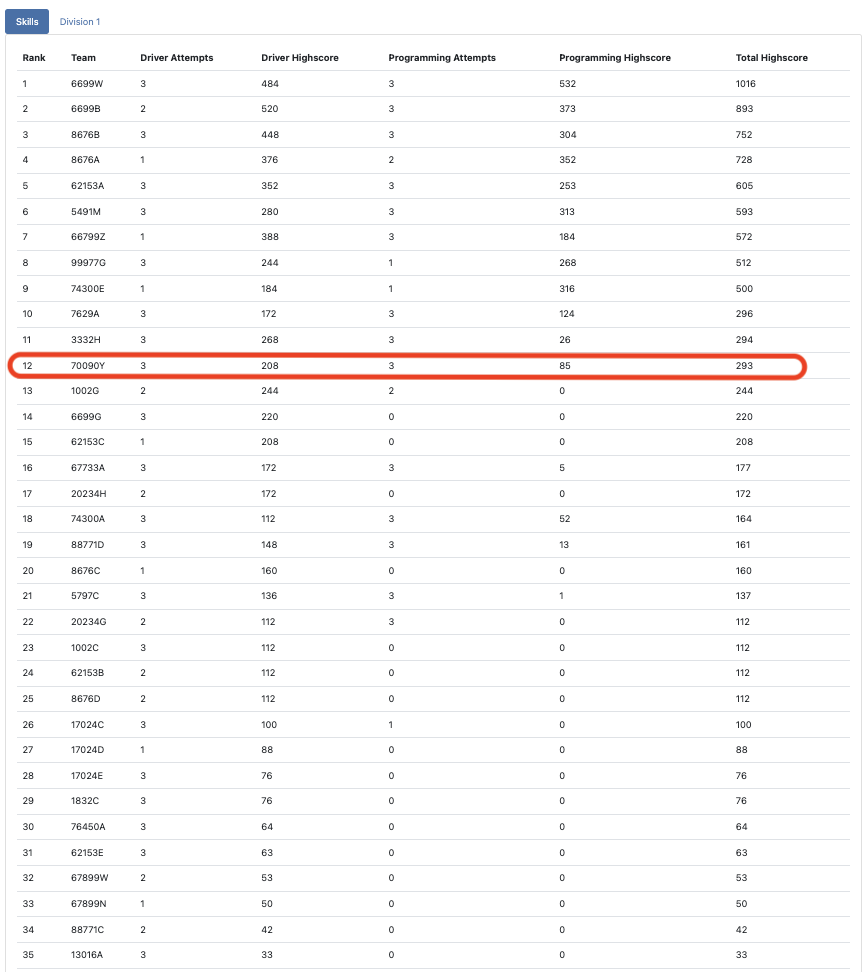 Skills Division 1
Rank Team Driver Attempts Driver Highscore Programming Attempts Programming Highscore Total Highscore
1 6699W 3 484 3 532 1016
2 6699B 2 520 3 373 893
3 8676B 3 448 3 304 752
4 8676A 1 376 2 352 728
5 62153A 3 352 3 253 605
6 5491M 3 280 3 313 593
7 66799Z 1 388 3 184 572
8 99977G 3 244 1 268 512
9 74300E 1 184 1 316 500
10 7629A 3 172 3 124 296
11 3332H 3 268 3 26 294
12 70090Y 3 208 3 85 293
13 1002G 2 244 2 0 244
14 6699G 3 220 0 0 220
15 62153C 1 208 0 0 208
16 67733A 3 172 3 5 177
17 20234H 2 172 0 0 172
18 74300A 3 112 3 52 164
19 88771D 3 148 3 13 161
20 8676C 1 160 0 0 160
21 5797C 3 136 3 1 137
22 20234G 2 112 3 0 112
23 1002C 3 112 0 0 112
24 62153B 2 112 0 0 112
25 8676D 2 112 0 0 112
26 17024C 3 100 1 0 100
27 17024D 1 88 0 0 88
28 17024E 3 76 0 0 76
29 1832C 3 76 0 0 76
30 76450A 3 64 0 0 64
31 62153E 3 63 0 0 63
32 67899W 2 53 0 0 53
33 67899N 1 50 0 0 50
34 88771C 2 42 0 0 42
35 13016A 3 33 0 0 33